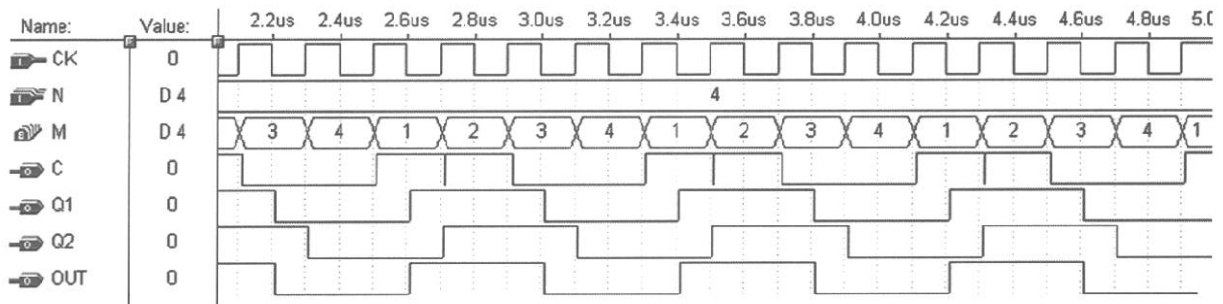 Name: Value: 2.2us 2.4us 2.6us 2.8us 3.0us 3.2us 3.4us 3.6us 3.8us 4.0us 4.2us 4.4us 4.6us 4.8us 5.0
CK 0
N D 4 4
M D 4 3 4 1 2 3 4 1 2 3 4 1 2 3 4 1
C 0
Q1 0
Q2 0
OUT 0